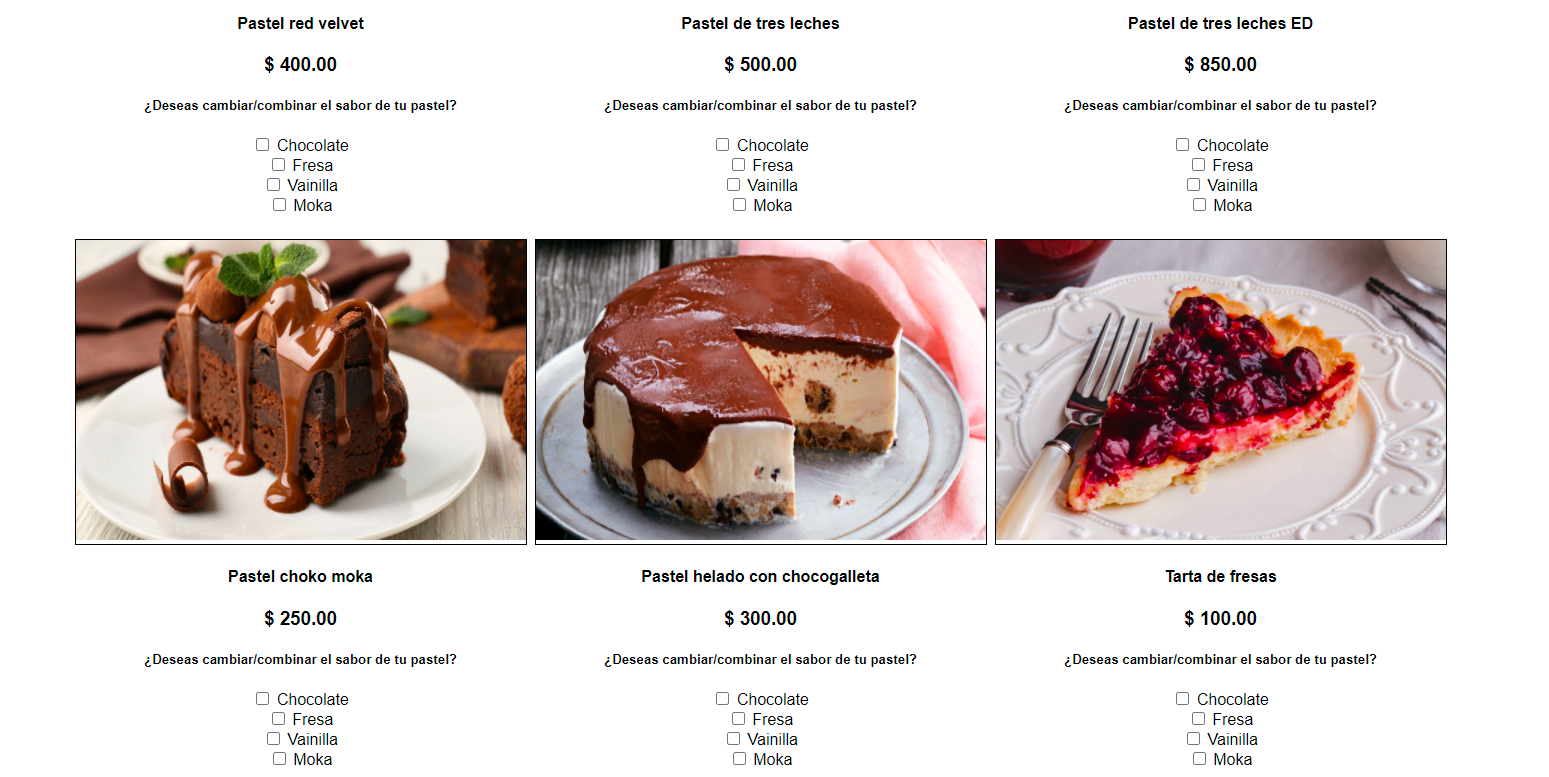 Pastel red velvet
$ 400.00
¿Deseas cambiar/combinar el sabor de tu pastel?
Chocolate
Fresa
Vainilla
Moka
Pastel de tres leches
$ 500.00
¿Deseas cambiar/combinar el sabor de tu pastel?
Chocolate
Fresa
Vainilla
Moka
Pastel de tres leches ED
$ 850.00
¿Deseas cambiar/combinar el sabor de tu pastel?
Chocolate
Fresa
Vainilla
Moka
Pastel choko moka
$ 250.00
¿Deseas cambiar/combinar el sabor de tu pastel?
Chocolate
Fresa
Vainilla
Moka
Pastel helado con chocogalleta
$ 300.00
¿Deseas cambiar/combinar el sabor de tu pastel?
Chocolate
Fresa
Vainilla
Moka
Tarta de fresas
$ 100.00
¿Deseas cambiar/combinar el sabor de tu pastel?
Chocolate
Fresa
Vainilla
Moka